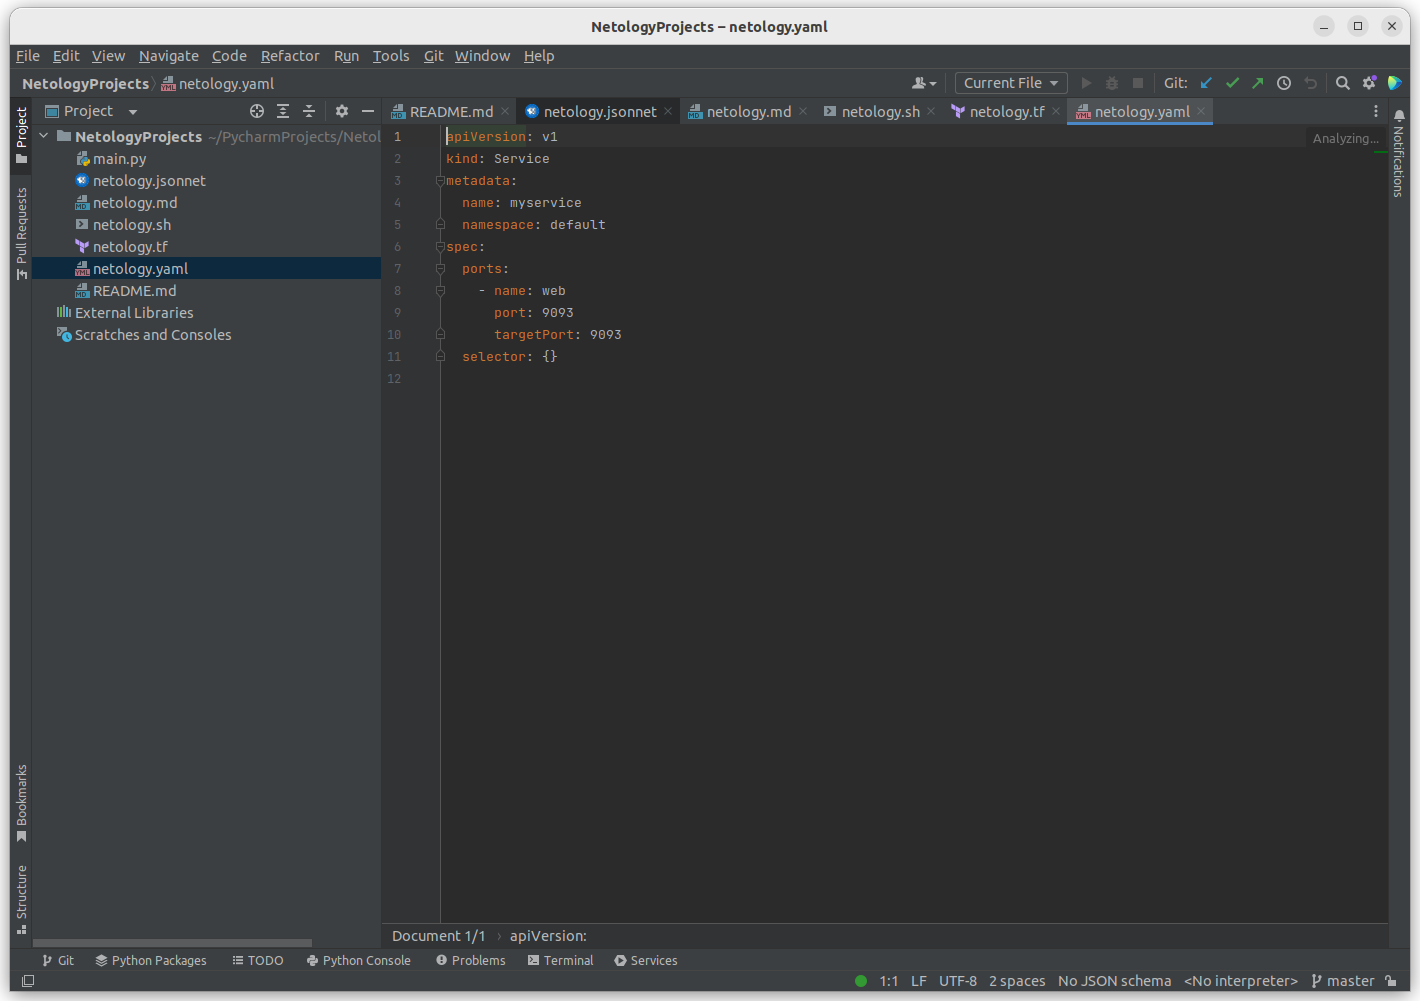 NetologyProjects – netology.yaml
File Edit View Navigate Code Refactor Run Tools Git Window Help
NetologyProjects netology.yaml
Current File
Git:
Project
Pull Requests
Bookmarks
Structure
Project
NetologyProjects ~/PycharmProjects/Netol
main.py
netology.jsonnet
netology.md
netology.sh
netology.tf
netology.yaml
README.md
External Libraries
Scratches and Consoles
README.md netology.jsonnet netology.md netology.sh netology.tf netology.yaml
Analyzing...
1 apiVersion: v1
2 kind: Service
3 metadata:
4 name: myservice
5 namespace: default
6 spec:
7 ports:
8 - name: web
9 port: 9093
10 targetPort: 9093
11 selector: {}
12
Notifications
Document 1/1 › apiVersion:
Git Python Packages TODO Python Console Problems Terminal Services
1:1 LF UTF-8 2 spaces No JSON schema <No interpreter> master